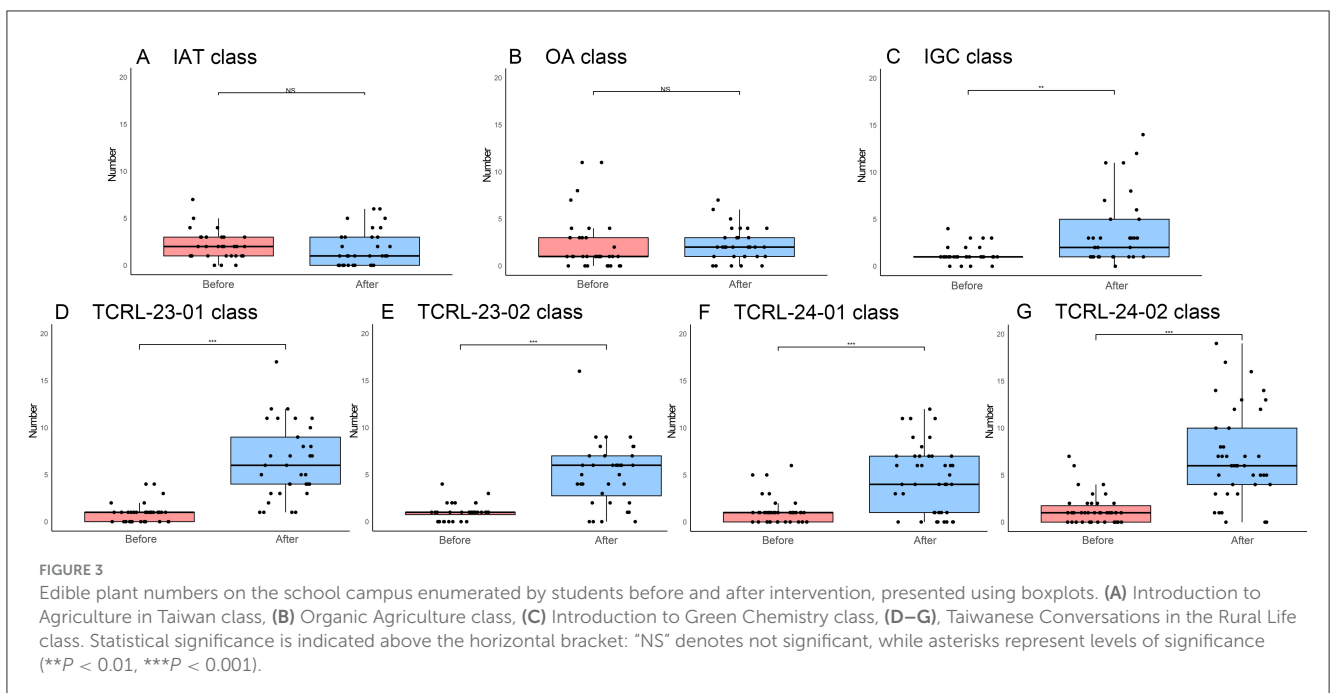 A IAT class
B OA class
C IGC class
20
15
10
5
0
Number
NS
Before After
20
15
10
5
0
Number
NS
Before After
20
15
10
5
0
Number
**
Before After
D TCRL-23-01 class
E TCRL-23-02 class
F TCRL-24-01 class
G TCRL-24-02 class
20
15
10
5
0
Number
***
Before After
20
15
10
5
0
Number
***
Before After
20
15
10
5
0
Number
***
Before After
20
15
10
5
0
Number
***
Before After
FIGURE 3
Edible plant numbers on the school campus enumerated by students before and after intervention, presented using boxplots. (A) Introduction to
Agriculture in Taiwan class, (B) Organic Agriculture class, (C) Introduction to Green Chemistry class, (D–G), Taiwanese Conversations in the Rural Life
class. Statistical significance is indicated above the horizontal bracket: “NS” denotes not significant, while asterisks represent levels of significance
(**P < 0.01, ***P < 0.001).